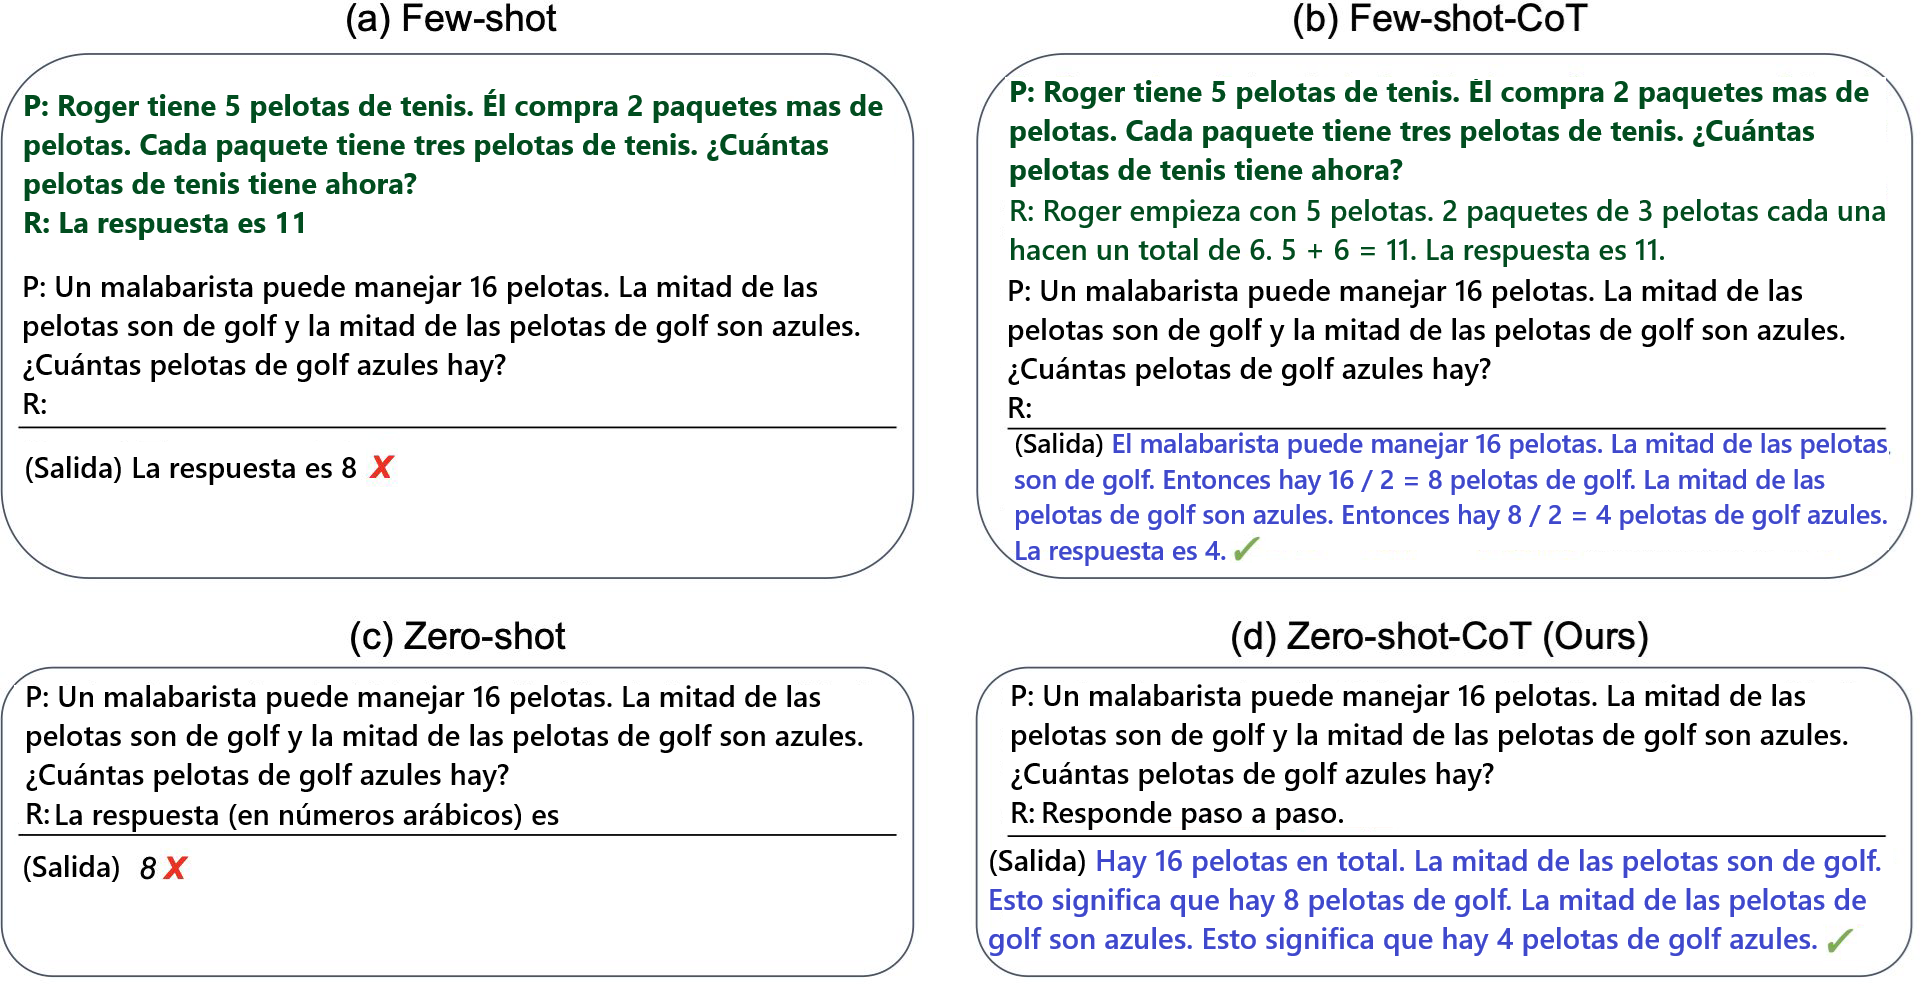 (a) Few-shot
P: Roger tiene 5 pelotas de tenis. Él compra 2 paquetes mas de
pelotas. Cada paquete tiene tres pelotas de tenis. ¿Cuántas
pelotas de tenis tiene ahora?
R: La respuesta es 11
P: Un malabarista puede manejar 16 pelotas. La mitad de las
pelotas son de golf y la mitad de las pelotas de golf son azules.
¿Cuántas pelotas de golf azules hay?
R:
(Salida) La respuesta es 8 ✗
(b) Few-shot-CoT
P: Roger tiene 5 pelotas de tenis. Él compra 2 paquetes mas de
pelotas. Cada paquete tiene tres pelotas de tenis. ¿Cuántas
pelotas de tenis tiene ahora?
R: Roger empieza con 5 pelotas. 2 paquetes de 3 pelotas cada una
hacen un total de 6. 5 + 6 = 11. La respuesta es 11.
P: Un malabarista puede manejar 16 pelotas. La mitad de las
pelotas son de golf y la mitad de las pelotas de golf son azules.
¿Cuántas pelotas de golf azules hay?
R:
(Salida) El malabarista puede manejar 16 pelotas. La mitad de las pelotas
son de golf. Entonces hay 16 / 2 = 8 pelotas de golf. La mitad de las
pelotas de golf son azules. Entonces hay 8 / 2 = 4 pelotas de golf azules.
La respuesta es 4. ✓
(c) Zero-shot
P: Un malabarista puede manejar 16 pelotas. La mitad de las
pelotas son de golf y la mitad de las pelotas de golf son azules.
¿Cuántas pelotas de golf azules hay?
R: La respuesta (en números arábicos) es
(Salida) 8 ✗
(d) Zero-shot-CoT (Ours)
P: Un malabarista puede manejar 16 pelotas. La mitad de las
pelotas son de golf y la mitad de las pelotas de golf son azules.
¿Cuántas pelotas de golf azules hay?
R: Responde paso a paso.
(Salida) Hay 16 pelotas en total. La mitad de las pelotas son de golf.
Esto significa que hay 8 pelotas de golf. La mitad de las pelotas de
golf son azules. Esto significa que hay 4 pelotas de golf azules. ✓